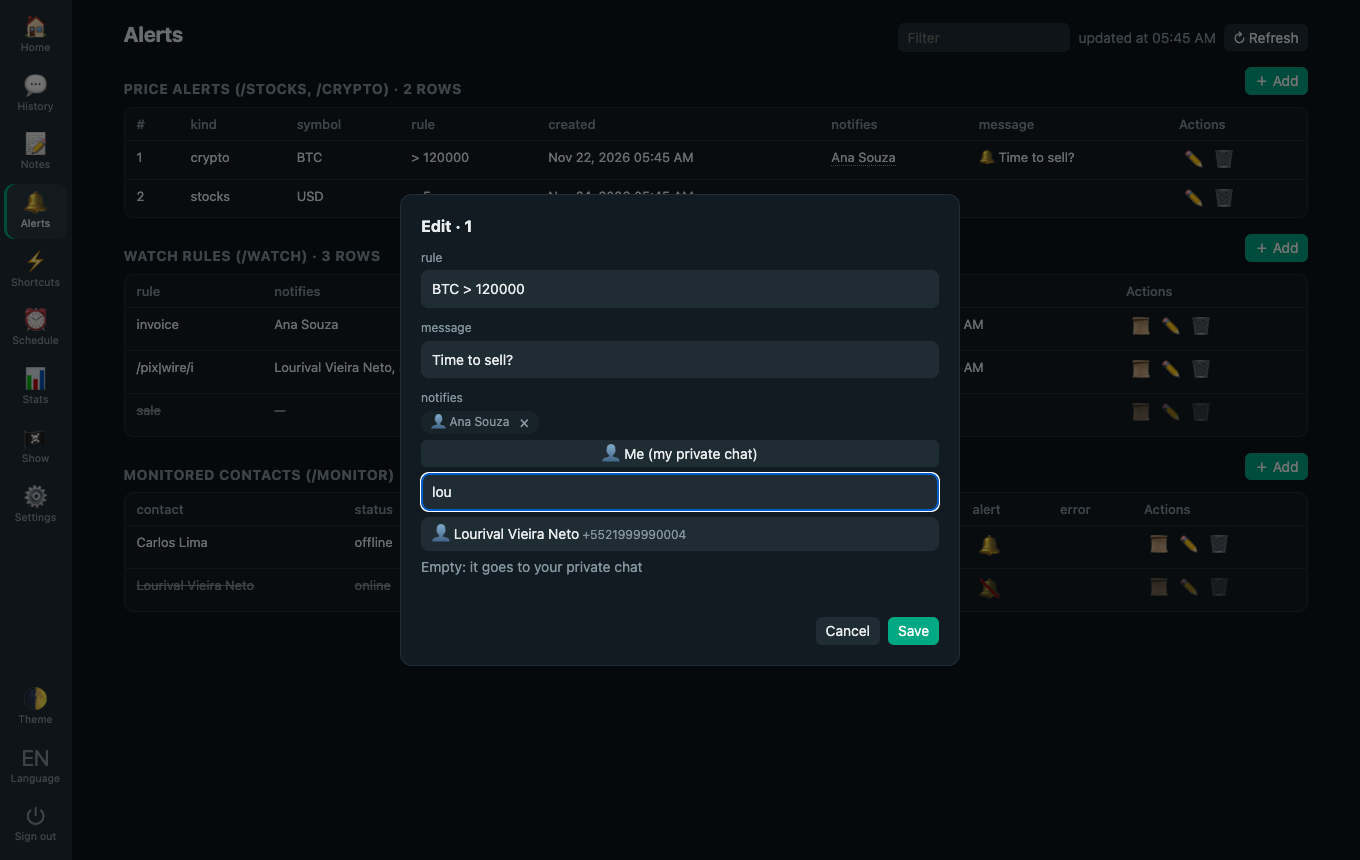 Home
History
Notes
Alerts
Shortcuts
Schedule
Stats
Show
Settings
Theme
EN
Language
Sign out
Alerts
Filter
updated at 05:45 AM
Refresh
PRICE ALERTS (/STOCKS, /CRYPTO) · 2 ROWS
+ Add
# kind symbol rule created notifies message Actions
1 crypto BTC > 120000 Nov 22, 2026 05:45 AM Ana Souza Time to sell?
2 stocks USD
WATCH RULES (/WATCH) · 3 ROWS
+ Add
rule notifies Actions
invoice Ana Souza AM
/pix|wire/i Lourival Vieira Neto, AM
sale —
MONITORED CONTACTS (/MONITOR)
+ Add
contact status alert error Actions
Carlos Lima offline
Lourival Vieira Neto online
Edit · 1
rule
BTC > 120000
message
Time to sell?
notifies
Ana Souza ×
Me (my private chat)
lou
Lourival Vieira Neto +5521999990004
Empty: it goes to your private chat
Cancel
Save